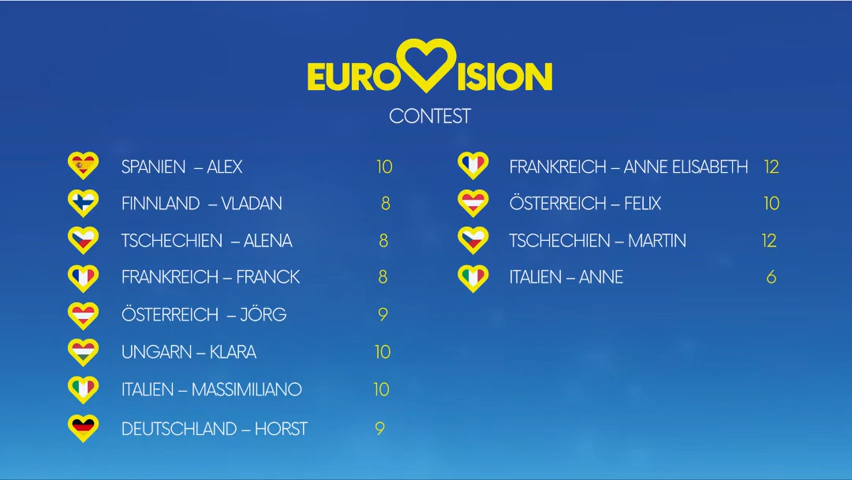 EUROVISION
CONTEST
SPANIEN – ALEX 10
FINNLAND – VLADAN 8
TSCHECHIEN – ALENA 8
FRANKREICH – FRANCK 8
ÖSTERREICH – JÖRG 9
UNGARN – KLARA 10
ITALIEN – MASSIMILIANO 10
DEUTSCHLAND – HORST 9
FRANKREICH – ANNE ELISABETH 12
ÖSTERREICH – FELIX 10
TSCHECHIEN – MARTIN 12
ITALIEN – ANNE 6